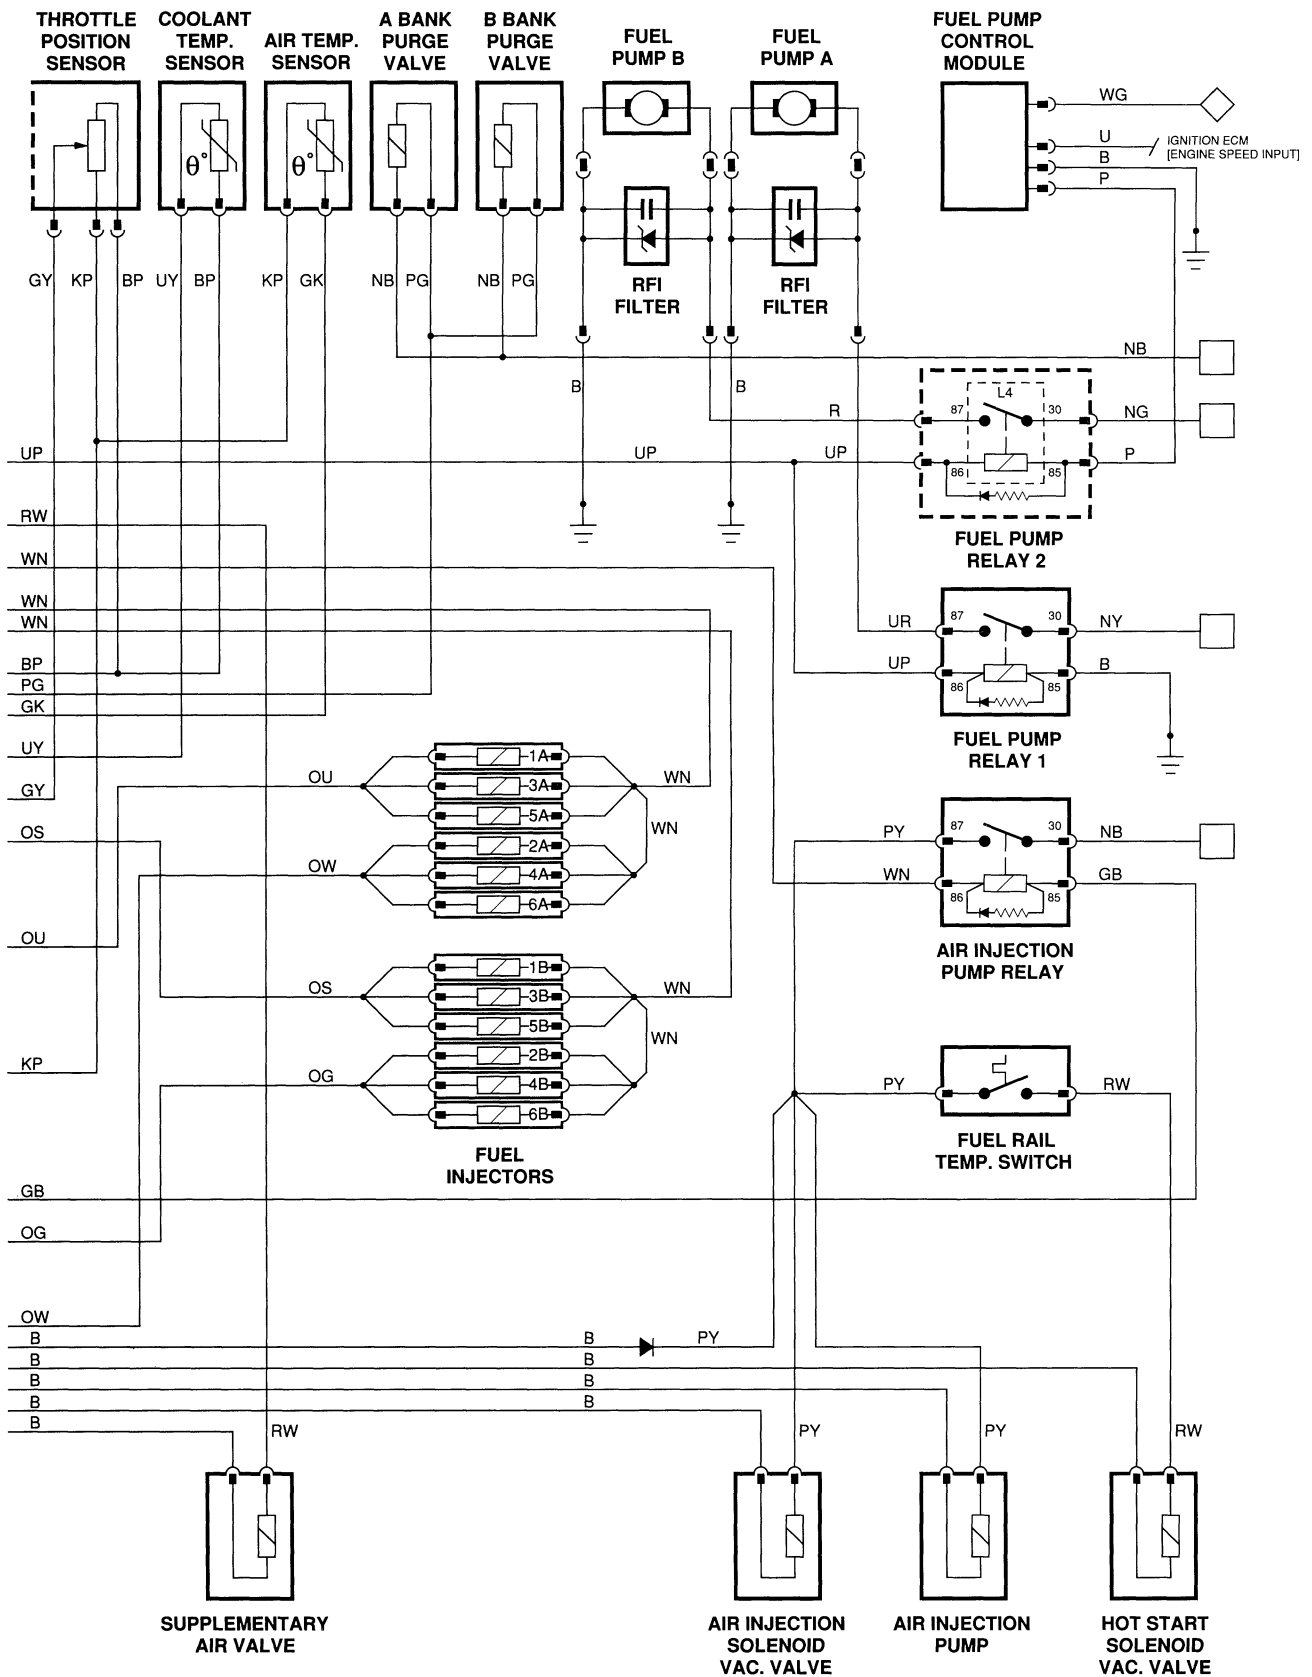 THROTTLE
POSITION
SENSOR
COOLANT
TEMP.
SENSOR
AIR TEMP.
SENSOR
A BANK
PURGE
VALVE
B BANK
PURGE
VALVE
FUEL
PUMP B
FUEL
PUMP A
FUEL PUMP
CONTROL
MODULE
WG
U
IGNITION ECM
[ENGINE SPEED INPUT]
B
P
θ°
θ°
GY
KP
BP
UY
BP
KP
GK
NB
PG
NB
PG
RFI
FILTER
RFI
FILTER
NB
B
B
R
87
L4
30
NG
UP
UP
UP
86
85
P
FUEL PUMP
RELAY 2
RW
WN
WN
WN
UR
87
30
NY
BP
UP
86
85
B
PG
GK
FUEL PUMP
RELAY 1
UY
GY
OU
1A
3A
5A
WN
WN
OS
OW
2A
4A
6A
PY
87
30
NB
WN
86
85
GB
AIR INJECTION
PUMP RELAY
OU
OS
1B
3B
5B
WN
WN
KP
OG
2B
4B
6B
FUEL
INJECTORS
PY
RW
FUEL RAIL
TEMP. SWITCH
GB
OG
OW
B
B
PY
B
B
B
B
B
B
B
RW
PY
PY
RW
SUPPLEMENTARY
AIR VALVE
AIR INJECTION
SOLENOID
VAC. VALVE
AIR INJECTION
PUMP
HOT START
SOLENOID
VAC. VALVE